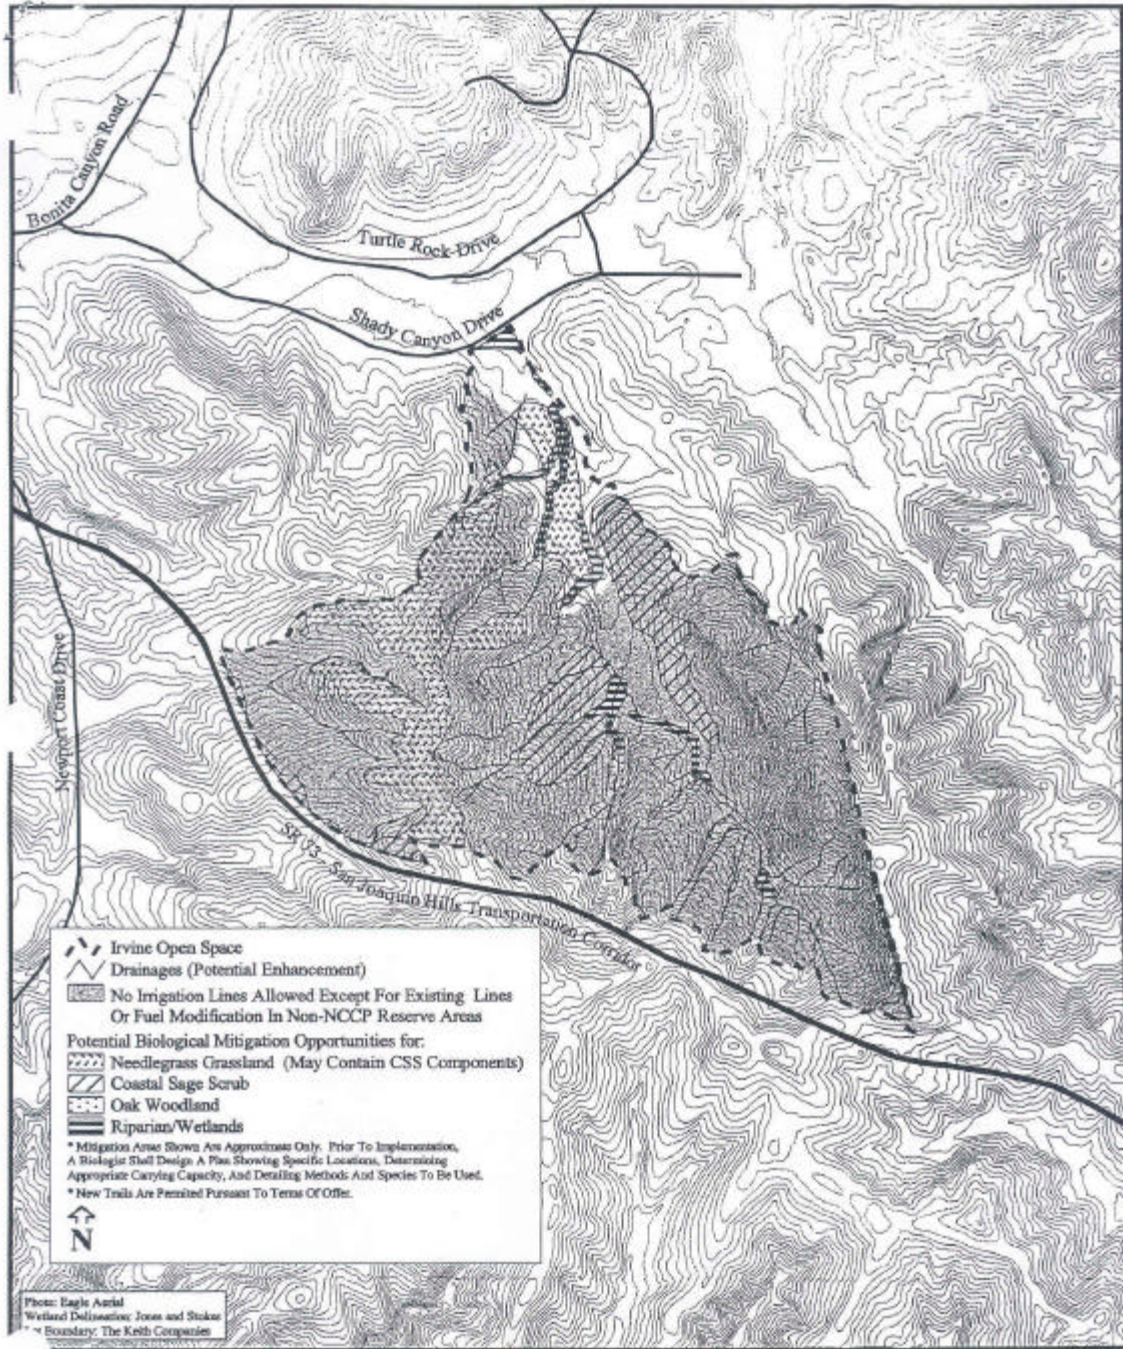 Bonita Canyon Road
Turtle Rock Drive
Shady Canyon Drive
Newport Coast Drive
SR 73 - San Joaquin Hills Transportation Corridor
Irvine Open Space
Drainages (Potential Enhancement)
No Irrigation Lines Allowed Except For Existing Lines
Or Fuel Modification In Non-NCCP Reserve Areas
Potential Biological Mitigation Opportunities for:
Needlegrass Grassland (May Contain CSS Components)
Coastal Sage Scrub
Oak Woodland
Riparian/Wetlands
* Mitigation Areas Shown Are Approximate Only. Prior To Implementation,
A Biologist Shall Design A Plan Showing Specific Locations, Determining
Appropriate Carrying Capacity, And Detailing Methods And Species To Be Used.
* New Trails Are Permitted Pursuant To Terms Of Offer.
N
Photo: Eagle Aerial
Wetland Delineation: Jones and Stokes
Boundary: The Keith Companies